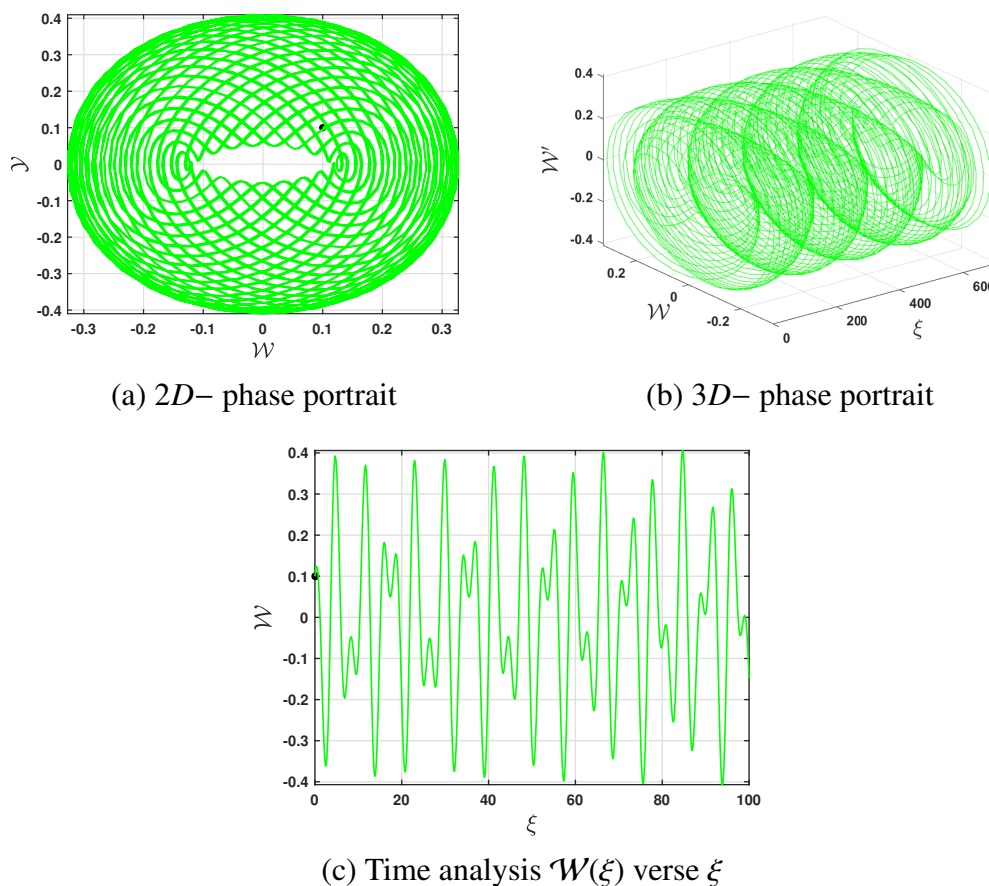 0.4
0.3
0.2
0.1
0
-0.1
-0.2
-0.3
-0.4
𝒴
-0.3 -0.2 -0.1 0 0.1 0.2 0.3
𝒲
(a) 2D− phase portrait
0.4
0.2
0
-0.2
-0.4
𝒲′
0.2
0
-0.2
𝒲
0
200
400
600
ξ
(b) 3D− phase portrait
0.4
0.3
0.2
0.1
0
-0.1
-0.2
-0.3
-0.4
𝒲
0 20 40 60 80 100
ξ
(c) Time analysis 𝒲(ξ) verse ξ